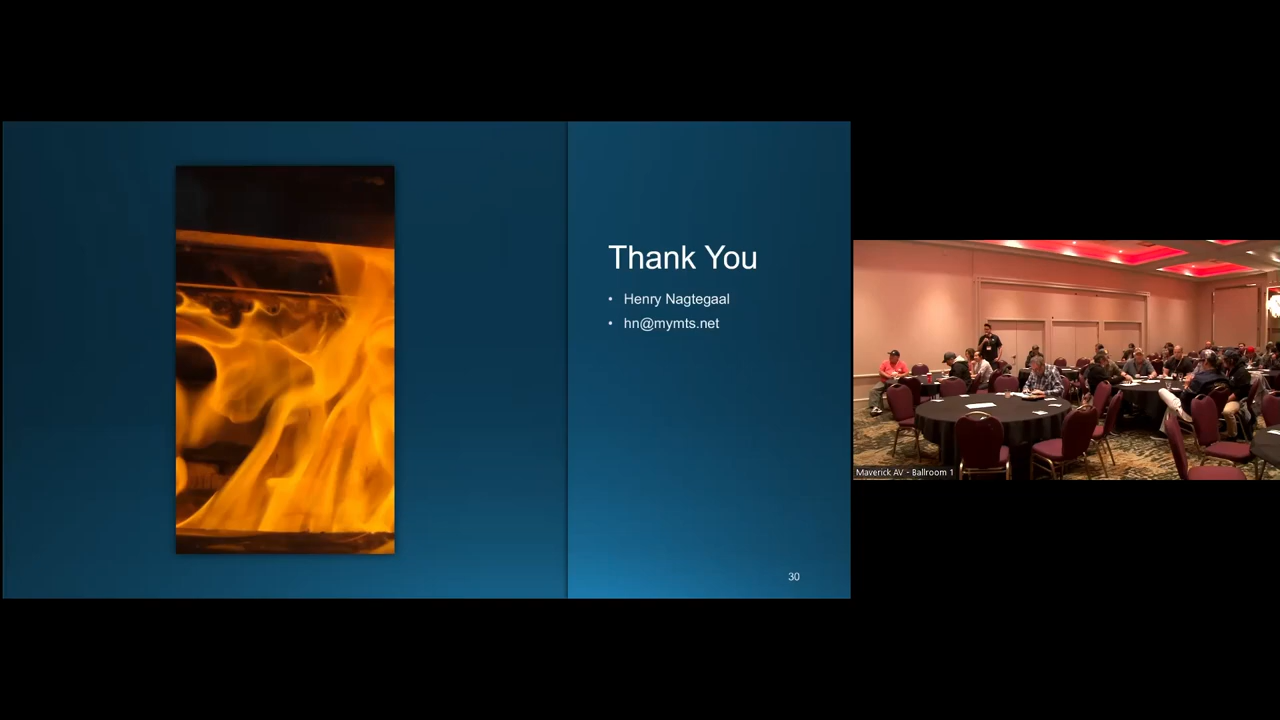 Thank You
• Henry Nagtegaal
• hn@mymts.net
30
Maverick AV - Ballroom 1